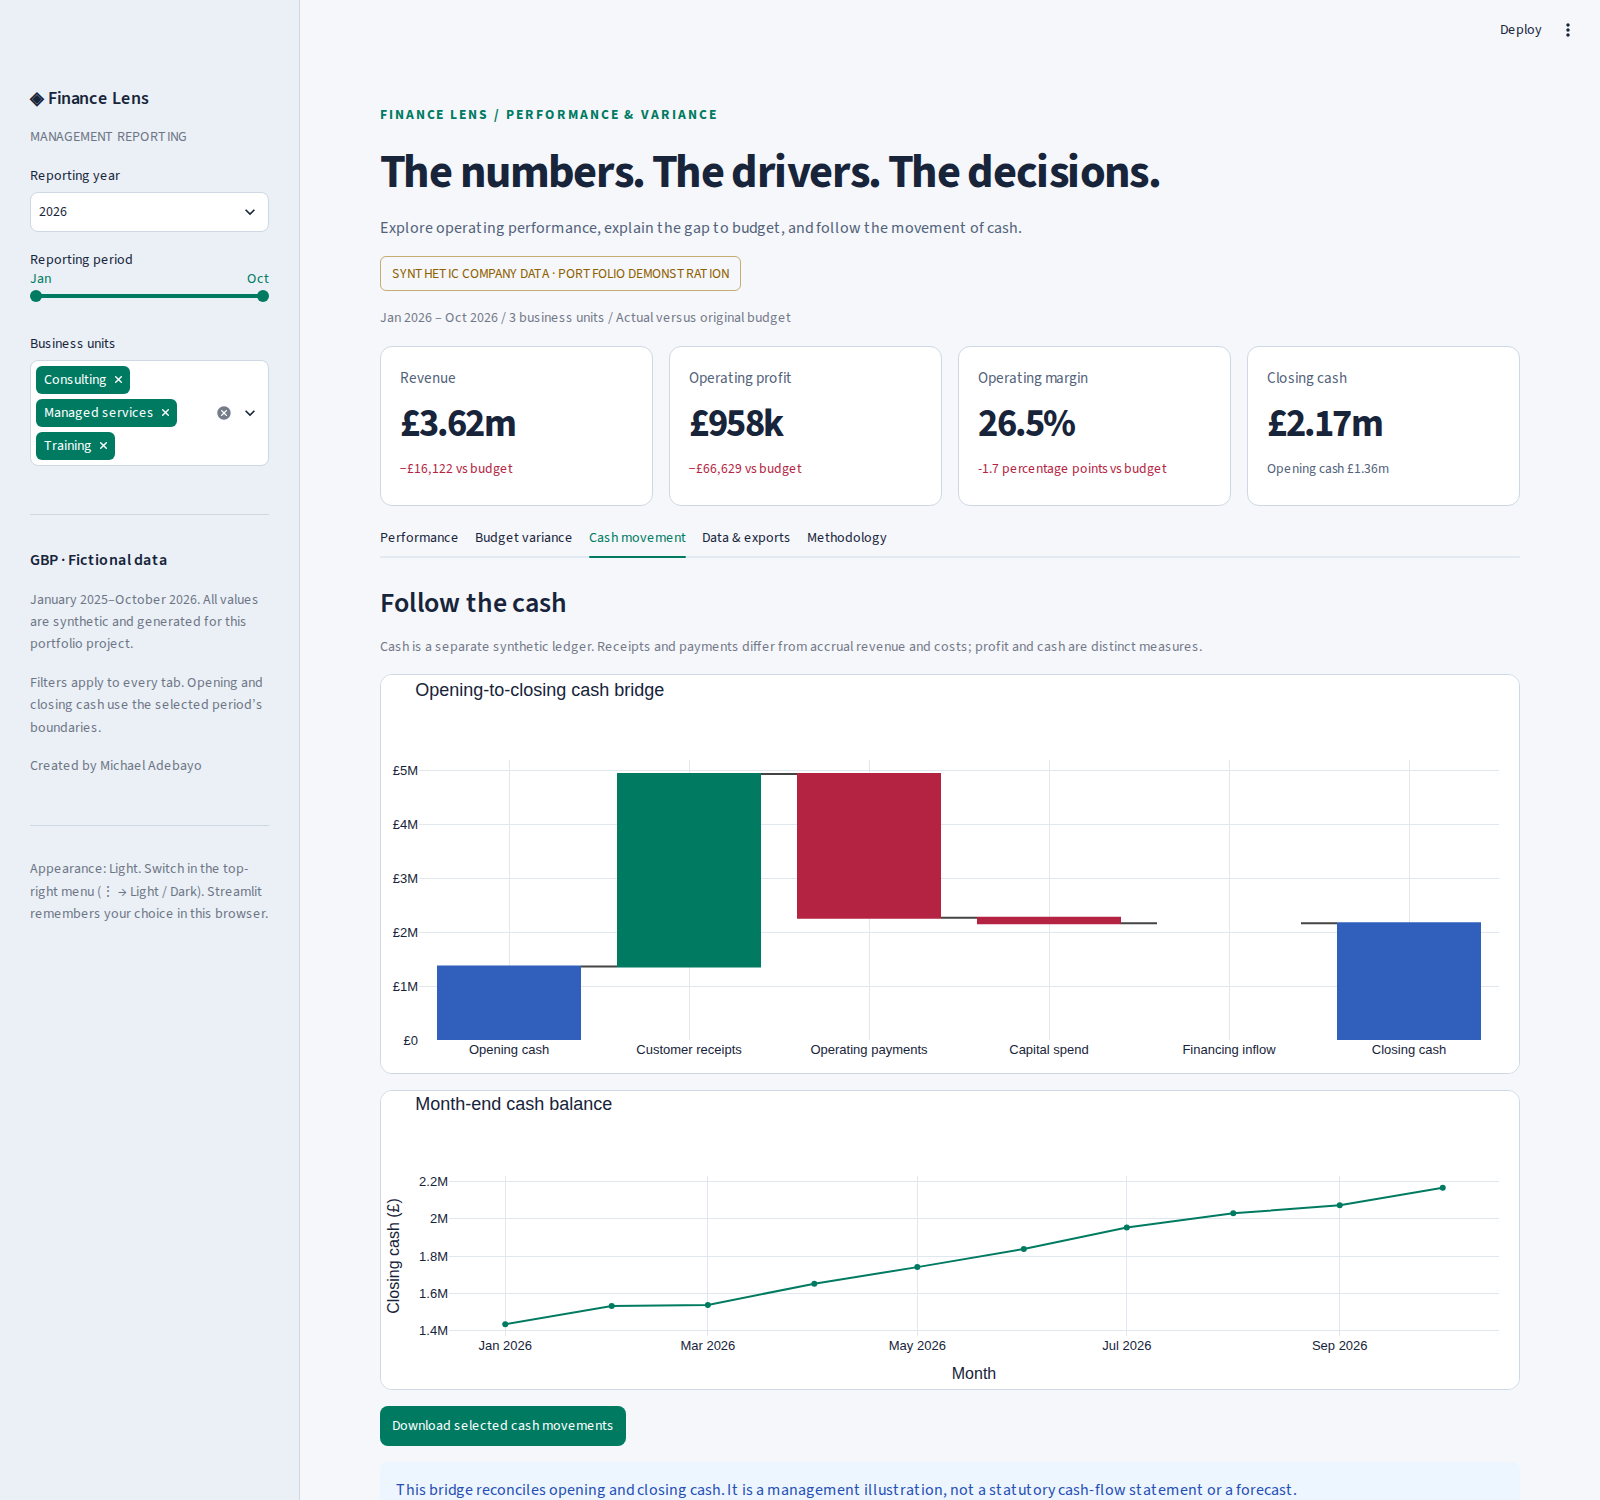 Deploy
◈ Finance Lens
MANAGEMENT REPORTING
Reporting year
2026
Reporting period
Jan Oct
Business units
Consulting ×
Managed services ×
Training ×
GBP · Fictional data
January 2025–October 2026. All values
are synthetic and generated for this
portfolio project.
Filters apply to every tab. Opening and
closing cash use the selected period’s
boundaries.
Created by Michael Adebayo
Appearance: Light. Switch in the top-
right menu (⋮ → Light / Dark). Streamlit
remembers your choice in this browser.
FINANCE LENS / PERFORMANCE & VARIANCE
The numbers. The drivers. The decisions.
Explore operating performance, explain the gap to budget, and follow the movement of cash.
SYNTHETIC COMPANY DATA · PORTFOLIO DEMONSTRATION
Jan 2026 – Oct 2026 / 3 business units / Actual versus original budget
Revenue
£3.62m
−£16,122 vs budget
Operating profit
£958k
−£66,629 vs budget
Operating margin
26.5%
-1.7 percentage points vs budget
Closing cash
£2.17m
Opening cash £1.36m
Performance Budget variance Cash movement Data & exports Methodology
Follow the cash
Cash is a separate synthetic ledger. Receipts and payments differ from accrual revenue and costs; profit and cash are distinct measures.
Opening-to-closing cash bridge
£5M
£4M
£3M
£2M
£1M
£0
Opening cash Customer receipts Operating payments Capital spend Financing inflow Closing cash
Month-end cash balance
Closing cash (£)
2.2M
2M
1.8M
1.6M
1.4M
Jan 2026 Mar 2026 May 2026 Jul 2026 Sep 2026
Month
Download selected cash movements
This bridge reconciles opening and closing cash. It is a management illustration, not a statutory cash-flow statement or a forecast.